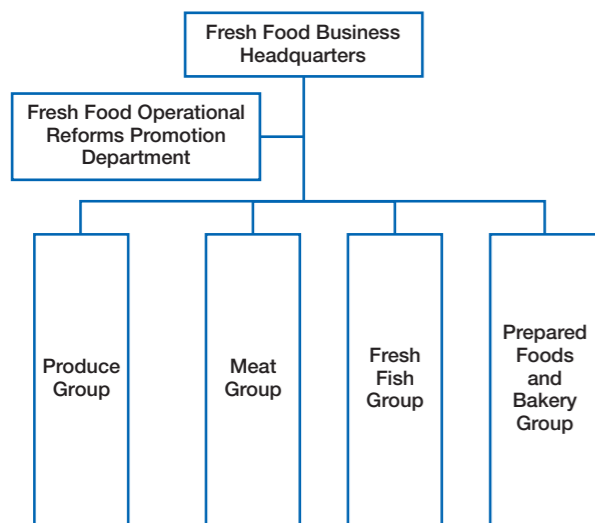 Fresh Food Business
Headquarters
Fresh Food Operational
Reforms Promotion
Department
Produce
Group
Meat
Group
Fresh
Fish
Group
Prepared
Foods
and
Bakery
Group